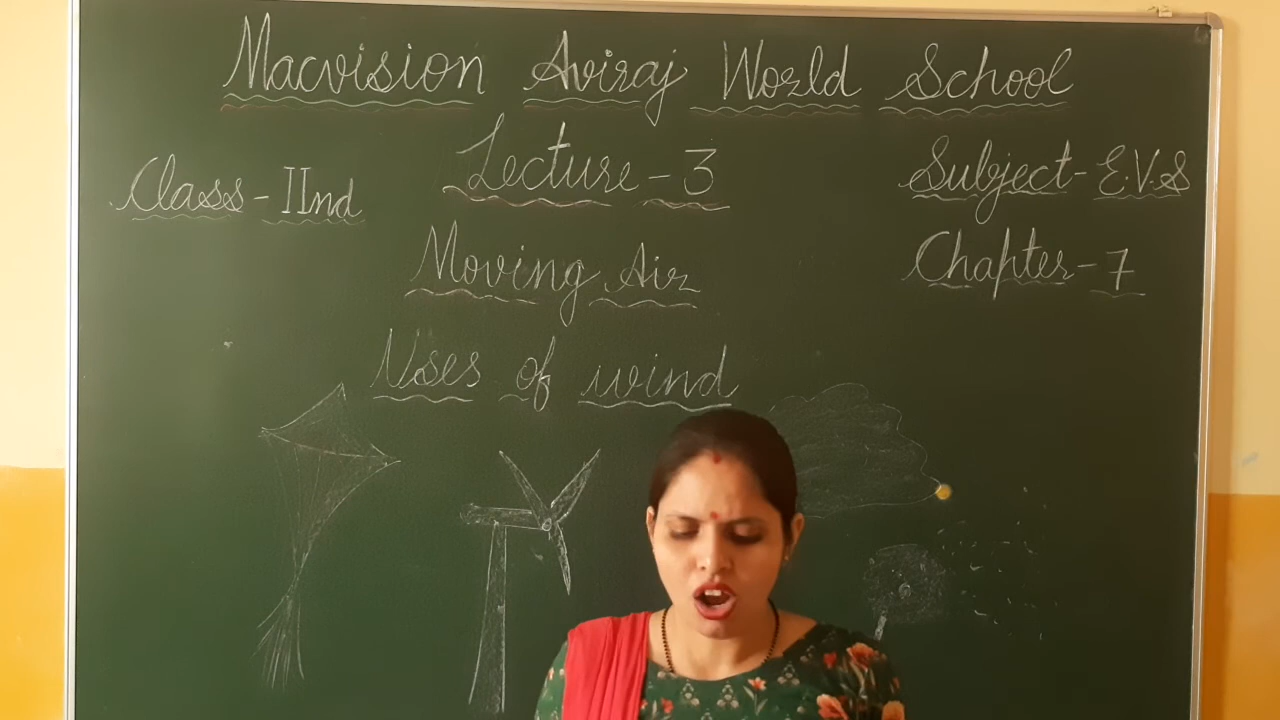 Macvision Aviraj World School
Lecture - 3
Class - IInd
Subject - E.V.S
Moving Air
Chapter - 7
Uses of wind